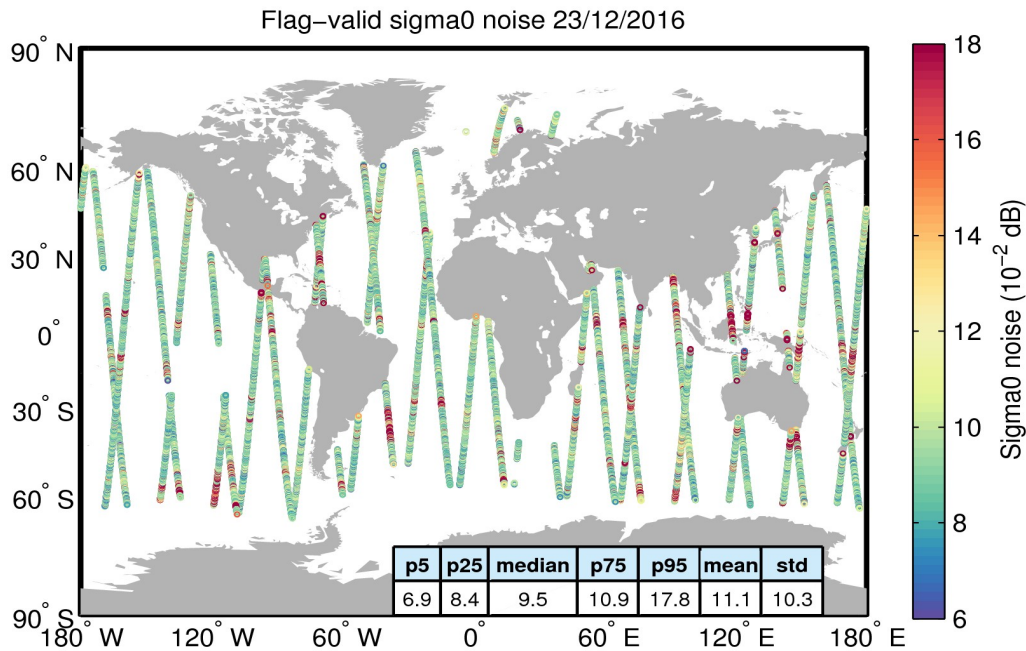 Flag-valid sigma0 noise 23/12/2016
90° N
60° N
30° N
0°
30° S
60° S
90° S
180° W
120° W
60° W
0°
60° E
120° E
180° E
p5 p25 median p75 p95 mean std
6.9 8.4 9.5 10.9 17.8 11.1 10.3
18
16
14
12
10
8
6
Sigma0 noise (10⁻² dB)